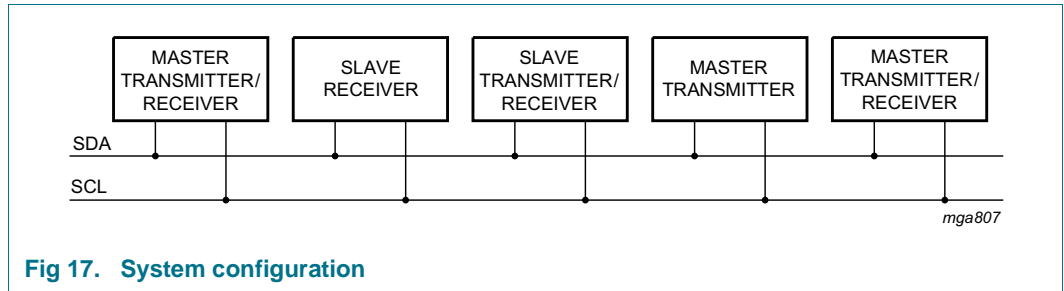 MASTER
TRANSMITTER/
RECEIVER
SLAVE
RECEIVER
SLAVE
TRANSMITTER/
RECEIVER
MASTER
TRANSMITTER
MASTER
TRANSMITTER/
RECEIVER
SDA
SCL
mga807
Fig 17. System configuration